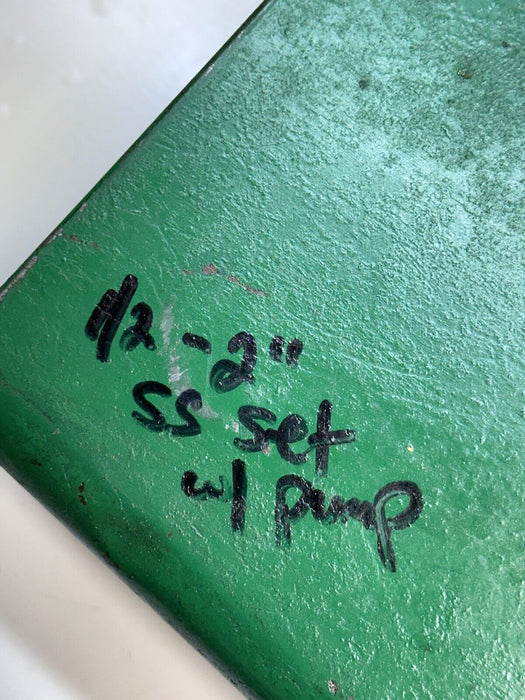 1/2 - 2"
SS set
w/ pump